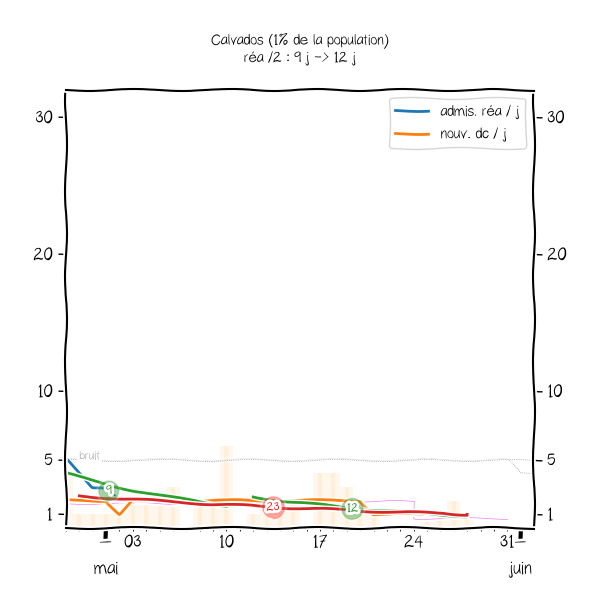 Calvados (1% de la population)
réa /2 : 9 j -> 12 j
admis. réa / j
nouv. dc / j
30
30
20
20
10
10
bruit
5
5
9
23
12
1
1
03
10
17
24
31
mai
juin